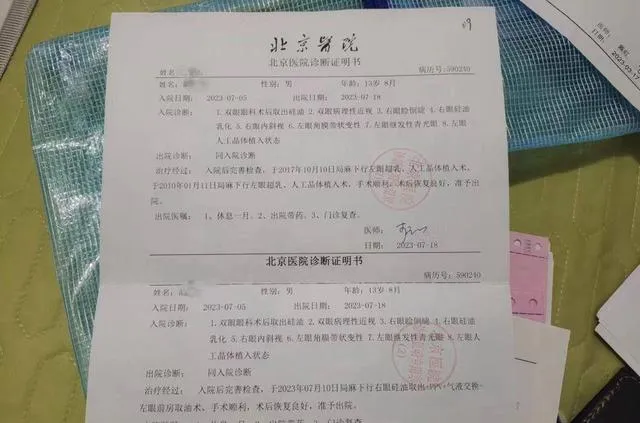 北京医院
北京医院诊断证明书
病历号：590240
姓名： 性别：男 年龄：13岁 8月
入院日期：2023-07-05 出院日期：2023-07-18
入院诊断： 1.双眼眼科术后取出硅油 2.双眼病理性近视 3.右眼睑倒睫 4.右眼硅油
乳化 5.右眼内斜视 6.左眼角膜带状变性 7.左眼继发性青光眼 8.左眼
人工晶体植入状态
出院诊断： 同入院诊断
治疗经过： 入院后完善检查，于2017年10月10日局麻下行左眼超乳、人工晶体植入术，
于2010年01月11日局麻下行左眼超乳、人工晶体植入术，手术顺利，术后恢复良好，准予出
院。
出院医嘱： 1、休息一月。2、出院带药。3、门诊复查。
医师：
日期： 2023-07-18
北京医院诊断证明书
病历号：590240
姓名： 性别：男 年龄：13岁 8月
入院日期： 2023-07-05 出院日期： 2023-07-18
入院诊断： 1.双眼眼科术后取出硅油 2.双眼病理性近视 3.右眼睑倒睫 4.右眼硅油
乳化 5.右眼内斜视 6.左眼角膜带状变性 7.左眼继发性青光眼 8.左眼人
工晶体植入状态
出院诊断： 同入院诊断
治疗经过： 入院后完善检查，于2023年07月10日局麻下行右眼硅油取出 气液交换
左眼前房取油术，手术顺利，术后恢复良好，准予出院。